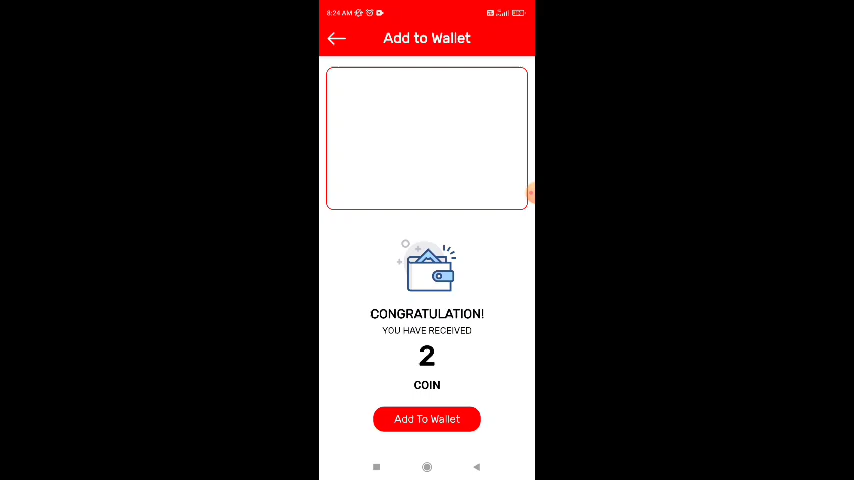 8:24 AM
Add to Wallet
CONGRATULATION!
YOU HAVE RECEIVED
2
COIN
Add To Wallet